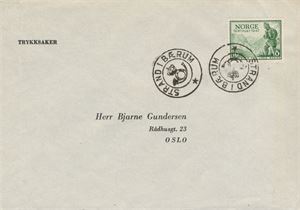 TRYKKSAKER
NORGE
STRAND I BÆRUM
STRAND I BÆRUM
Herr Bjarne Gundersen
Rådhusgt. 23
OSLO